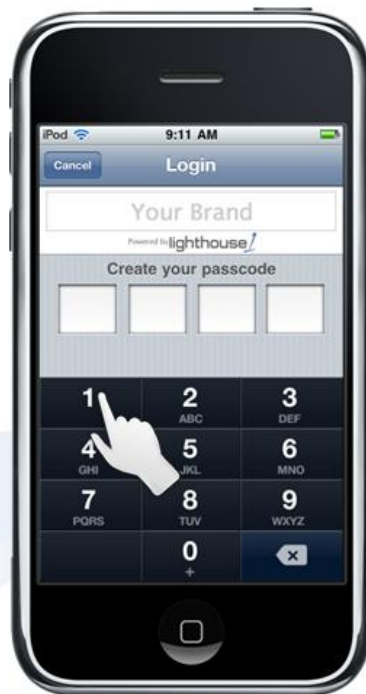 iPod 9:11 AM
Cancel Login
Your Brand
Powered by lighthouse1
Create your passcode
1 2 3
ABC DEF
4 5 6
GHI JKL MNO
7 8 9
PQRS TUV WXYZ
0
+